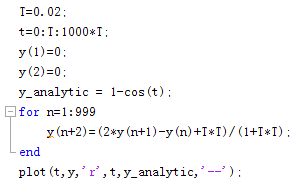 T=0.02;
t=0:T:1000*T;
y(1)=0;
y(2)=0;
y_analytic = 1-cos(t);
for n=1:999
y(n+2)=(2*y(n+1)-y(n)+T*T)/(1+T*T);
end
plot(t,y,'r',t,y_analytic,'--');